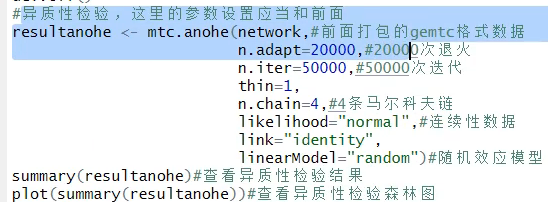 #异质性检验，这里的参数设置应当和前面
resultanohe <- mtc.anohe(network,#前面打包的gemtc格式数据
n.adapt=20000,#20000次退火
n.iter=50000,#50000次迭代
thin=1,
n.chain=4,#4条马尔科夫链
likelihood="normal",#连续性数据
link="identity",
linearModel="random")#随机效应模型
summary(resultanohe)#查看异质性检验结果
plot(summary(resultanohe))#查看异质性检验森林图